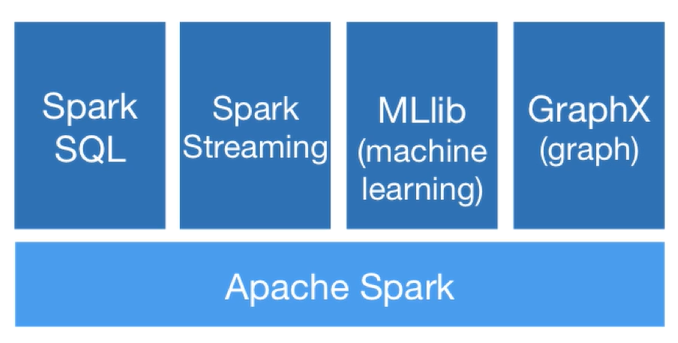 Spark
SQL
Spark
Streaming
MLlib
(machine
learning)
GraphX
(graph)
Apache Spark